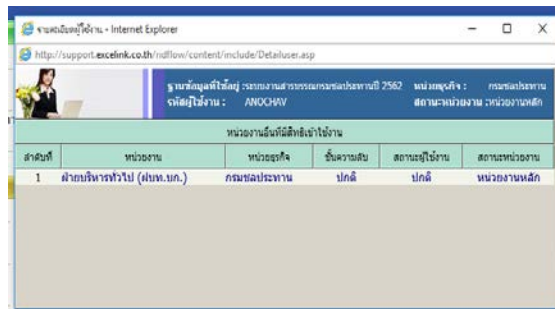 รายละเอียดผู้ใช้งาน - Internet Explorer
http://support.excelink.co.th/ndflow/content/include/Detailuser.asp
ฐานข้อมูลที่ใช้อยู่ :ระบบงานสารบรรณกรมชลประทานปี 2562 หน่วยธุรกิจ : กรมชลประทาน
รหัสผู้ใช้งาน : ANOCHAV สถานะหน่วยงาน :หน่วยงานหลัก
หน่วยงานอื่นที่มีสิทธิเข้าใช้งาน
ลำดับที่ หน่วยงาน หน่วยธุรกิจ ชั้นความลับ สถานะผู้ใช้งาน สถานะหน่วยงาน
1 ฝ่ายบริหารทั่วไป (ฝบท.บก.) กรมชลประทาน ปกติ ปกติ หน่วยงานหลัก